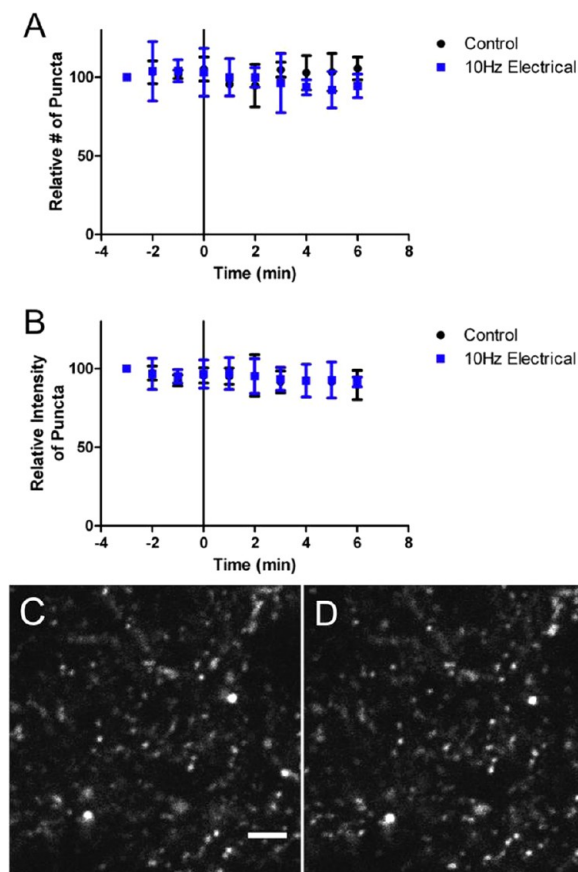 A
Control
10Hz Electrical
Relative # of Puncta
100
50
0
-4 -2 0 2 4 6 8
Time (min)
B
Control
10Hz Electrical
Relative Intensity
of Puncta
100
50
0
-4 -2 0 2 4 6 8
Time (min)
C D